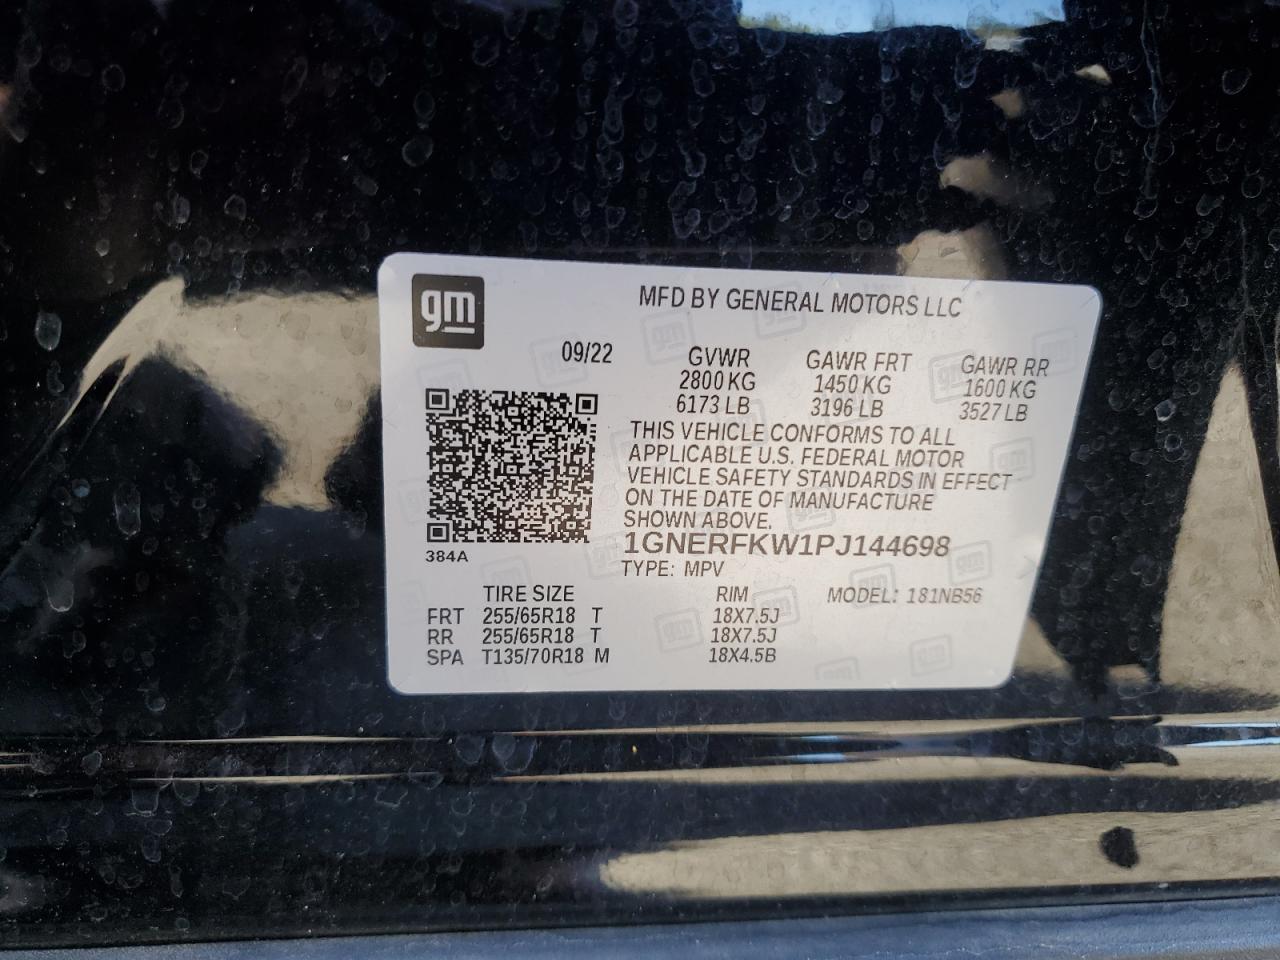 gm
MFD BY GENERAL MOTORS LLC
09/22 GVWR GAWR FRT GAWR RR
2800 KG 1450 KG 1600 KG
6173 LB 3196 LB 3527 LB
THIS VEHICLE CONFORMS TO ALL
APPLICABLE U.S. FEDERAL MOTOR
VEHICLE SAFETY STANDARDS IN EFFECT
ON THE DATE OF MANUFACTURE
SHOWN ABOVE.
384A
1GNERFKW1PJ144698
TYPE: MPV
TIRE SIZE RIM MODEL: 181NB56
FRT 255/65R18 T 18X7.5J
RR 255/65R18 T 18X7.5J
SPA T135/70R18 M 18X4.5B